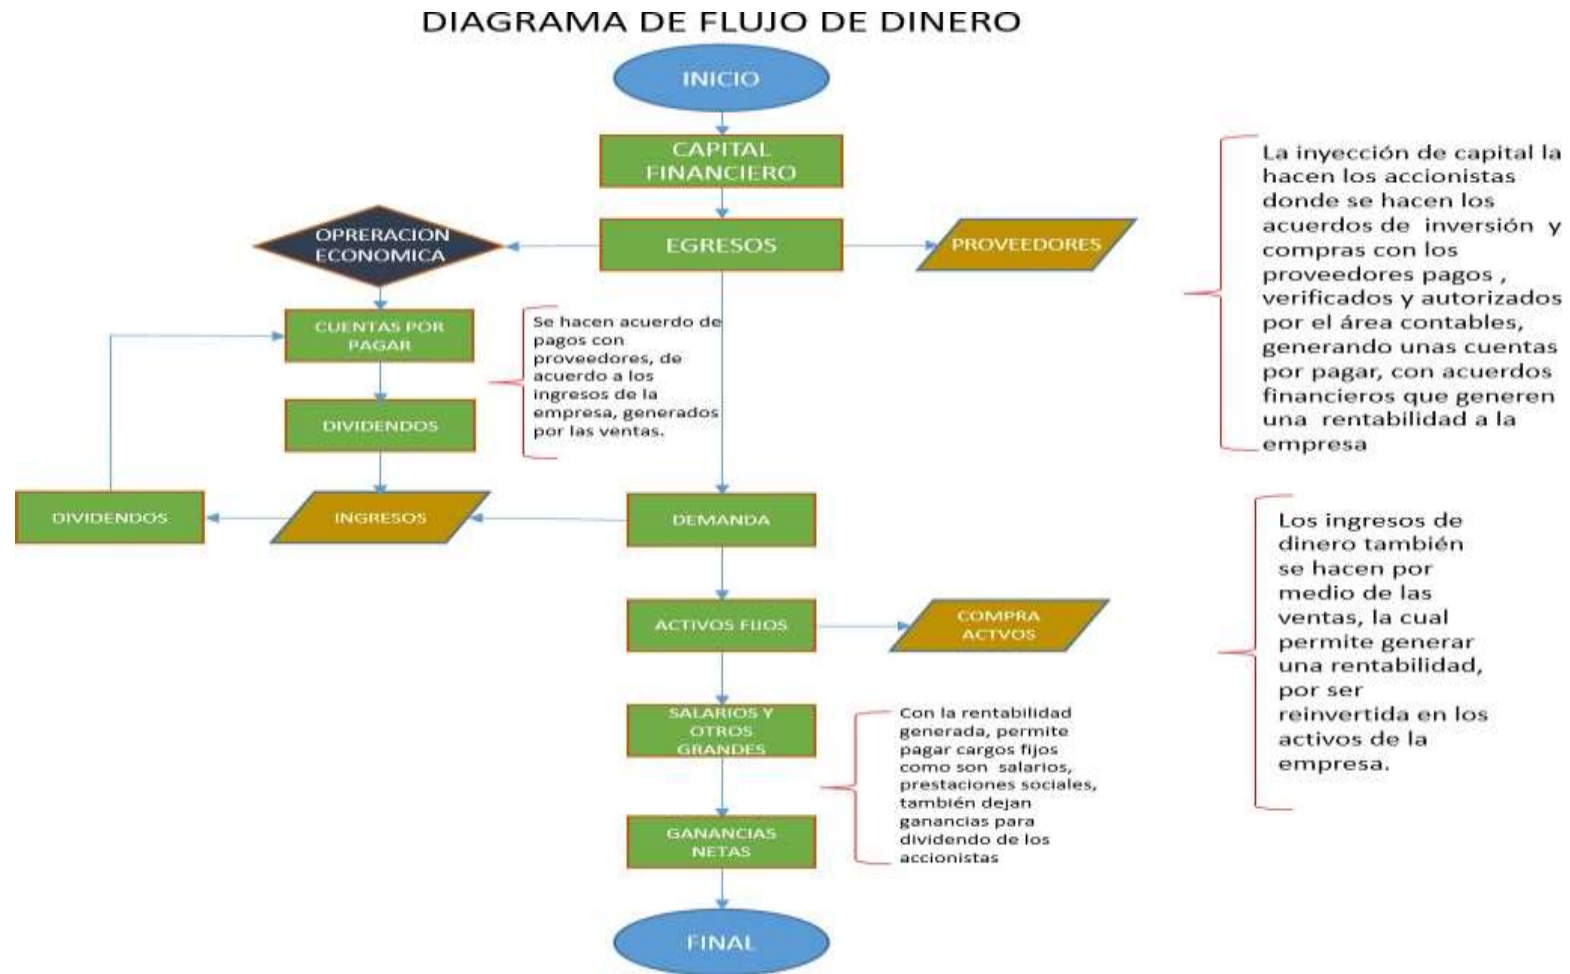 DIAGRAMA DE FLUJO DE DINERO
INICIO
CAPITAL
FINANCIERO
OPRERACION
ECONOMICA
EGRESOS
PROVEEDORES
La inyección de capital la
hacen los accionistas
donde se hacen los
acuerdos de inversión y
compras con los
proveedores pagos ,
verificados y autorizados
por el área contables,
generando unas cuentas
por pagar, con acuerdos
financieros que generen
una rentabilidad a la
empresa
CUENTAS POR
PAGAR
Se hacen acuerdo de
pagos con
proveedores, de
acuerdo a los
ingresos de la
empresa, generados
por las ventas.
DIVIDENDOS
DIVIDENDOS
INGRESOS
DEMANDA
Los ingresos de
dinero también
se hacen por
medio de las
ventas, la cual
permite generar
una rentabilidad,
por ser
reinvertida en los
activos de la
empresa.
ACTIVOS FIJOS
COMPRA
ACTVOS
SALARIOS Y
OTROS
GRANDES
Con la rentabilidad
generada, permite
pagar cargos fijos
como son salarios,
prestaciones sociales,
también dejan
ganancias para
dividendo de los
accionistas
GANANCIAS
NETAS
FINAL